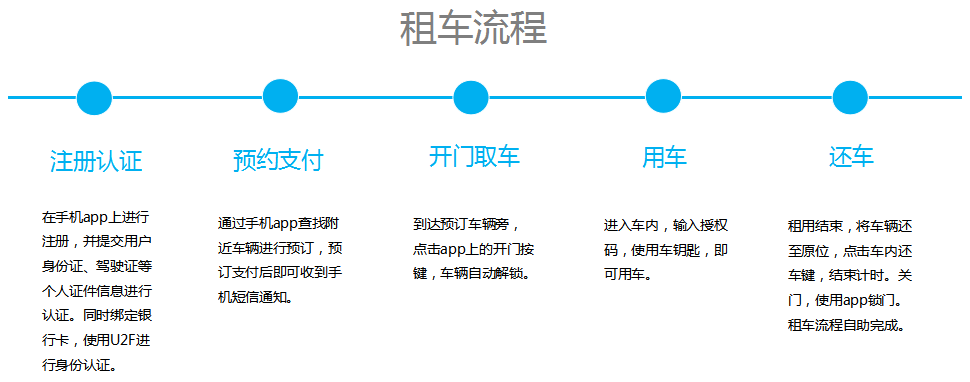 租车流程
注册认证
在手机app上进行
注册，并提交用户
身份证、驾驶证等
个人证件信息进行
认证。同时绑定银
行卡，使用U2F进
行身份认证。
预约支付
通过手机app查找附
近车辆进行预订，预
订支付后即可收到手
机短信通知。
开门取车
到达预订车辆旁，
点击app上的开门按
键，车辆自动解锁。
用车
进入车内，输入授权
码，使用车钥匙，即
可用车。
还车
租用结束，将车辆还
至原位，点击车内还
车键，结束计时。关
门，使用app锁门。
租车流程自助完成。